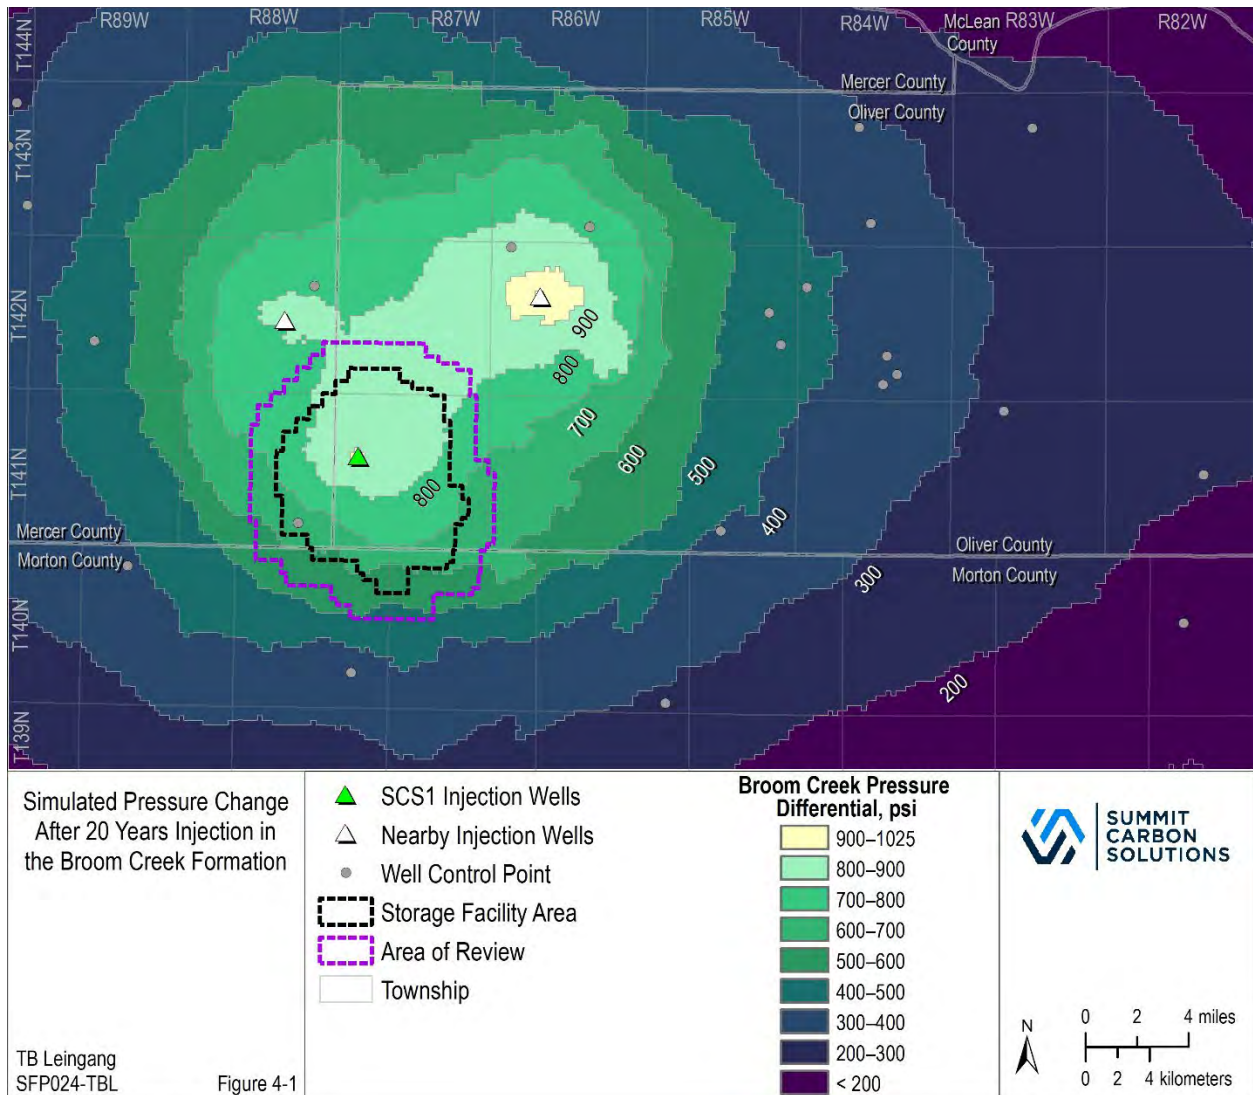 R89W R88W R87W R86W R85W R84W R83W R82W
McLean
County
T144N
Mercer County
Oliver County
T143N
T142N
900
800
700
600
500
400
300
200
T141N
800
Mercer County
Morton County
Oliver County
Morton County
T140N
T139N
Simulated Pressure Change
After 20 Years Injection in
the Broom Creek Formation
TB Leingang
SFP024-TBL
Figure 4-1
SCS1 Injection Wells
Nearby Injection Wells
Well Control Point
Storage Facility Area
Area of Review
Township
Broom Creek Pressure
Differential, psi
900–1025
800–900
700–800
600–700
500–600
400–500
300–400
200–300
< 200
SUMMIT
CARBON
SOLUTIONS
N
0 2 4 miles
0 2 4 kilometers